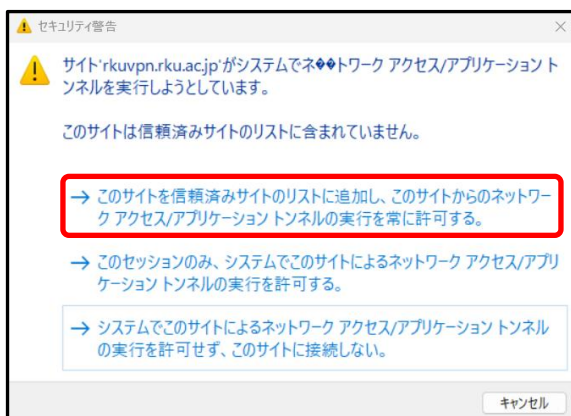 セキュリティ警告
サイト'rkuvpn.rku.ac.jp'がシステムでネ��トワーク アクセス/アプリケーション ト
ンネルを実行しようとしています。
このサイトは信頼済みサイトのリストに含まれていません。
→ このサイトを信頼済みサイトのリストに追加し、このサイトからのネットワー
ク アクセス/アプリケーション トンネルの実行を常に許可する。
→ このセッションのみ、システムでこのサイトによるネットワーク アクセス/アプリ
ケーション トンネルの実行を許可する。
→ システムでこのサイトによるネットワーク アクセス/アプリケーション トンネル
の実行を許可せず、このサイトに接続しない。
キャンセル